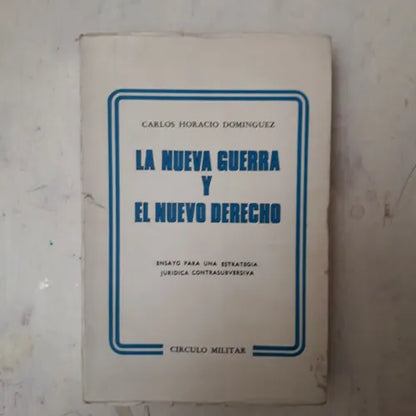 CARLOS HORACIO DOMINGUEZ
LA NUEVA GUERRA
Y
EL NUEVO DERECHO
ENSAYO PARA UNA ESTRATEGIA
JURIDICA CONTRASUBVERSIVA
CIRCULO MILITAR